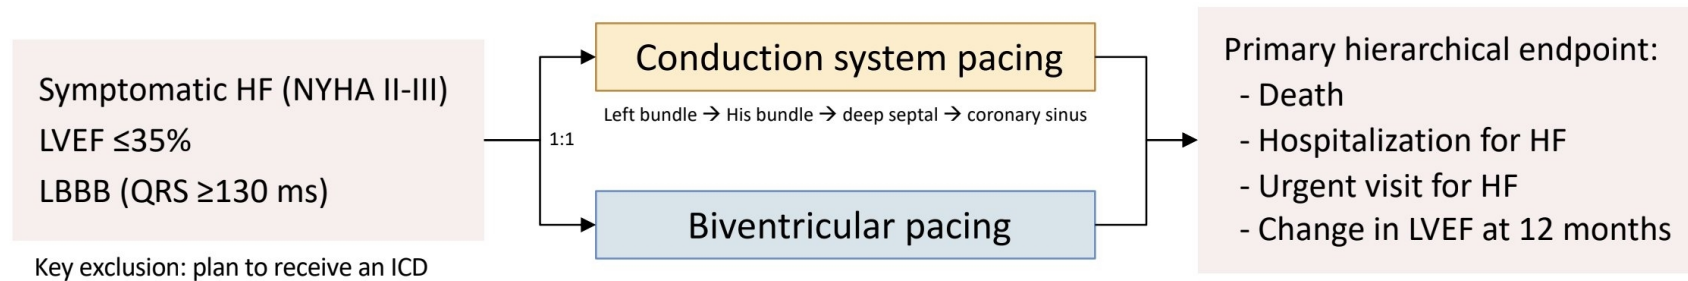 Symptomatic HF (NYHA II-III)
LVEF ≤35%
LBBB (QRS ≥130 ms)
Key exclusion: plan to receive an ICD
1:1
Conduction system pacing
Left bundle → His bundle → deep septal → coronary sinus
Biventricular pacing
Primary hierarchical endpoint:
- Death
- Hospitalization for HF
- Urgent visit for HF
- Change in LVEF at 12 months